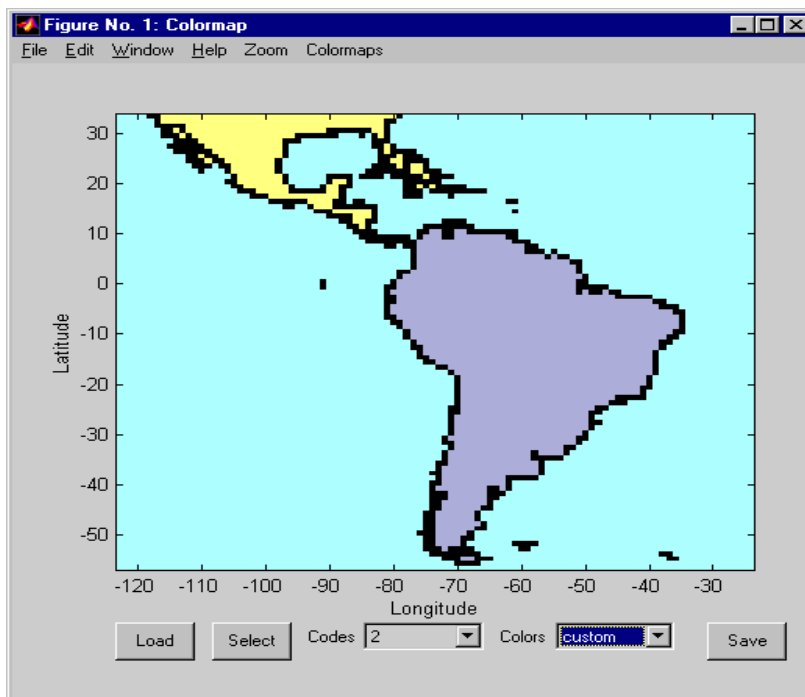 Figure No. 1: Colormap
File Edit Window Help Zoom Colormaps
30
20
10
0
-10
-20
-30
-40
-50
Latitude
-120 -110 -100 -90 -80 -70 -60 -50 -40 -30
Longitude
Load Select Codes 2 Colors custom Save